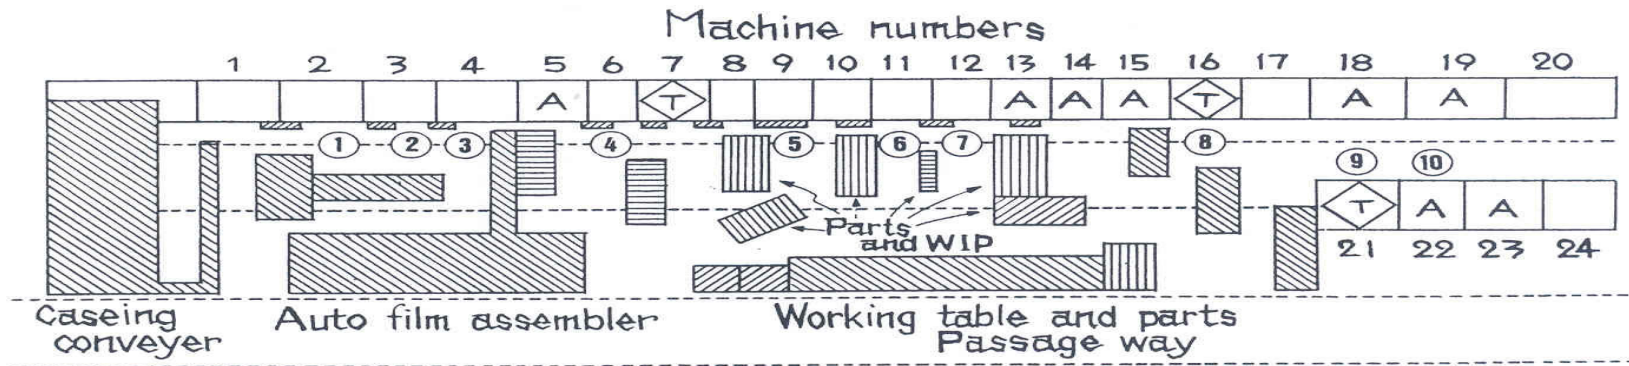 Machine numbers
1 2 3 4 5 6 7 8 9 10 11 12 13 14 15 16 17 18 19 20
A T A A A T A A
1 2 3 4 5 6 7 8 9 10
T A A
Parts
and WIP
21 22 23 24
Caseing
conveyer
Auto film assembler
Working table and parts
Passage way